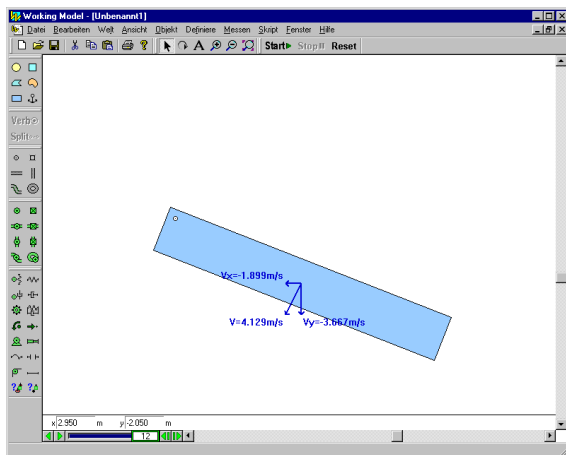 Working Model - [Unbenannt1]
Datei Bearbeiten Welt Ansicht Objekt Definiere Messen Skript Fenster Hilfe
A Start Stop Reset
Verb
Split
Vx=-1.899m/s
V=4.129m/s Vy=-3.667m/s
x 2.950 m y -2.050 m
12